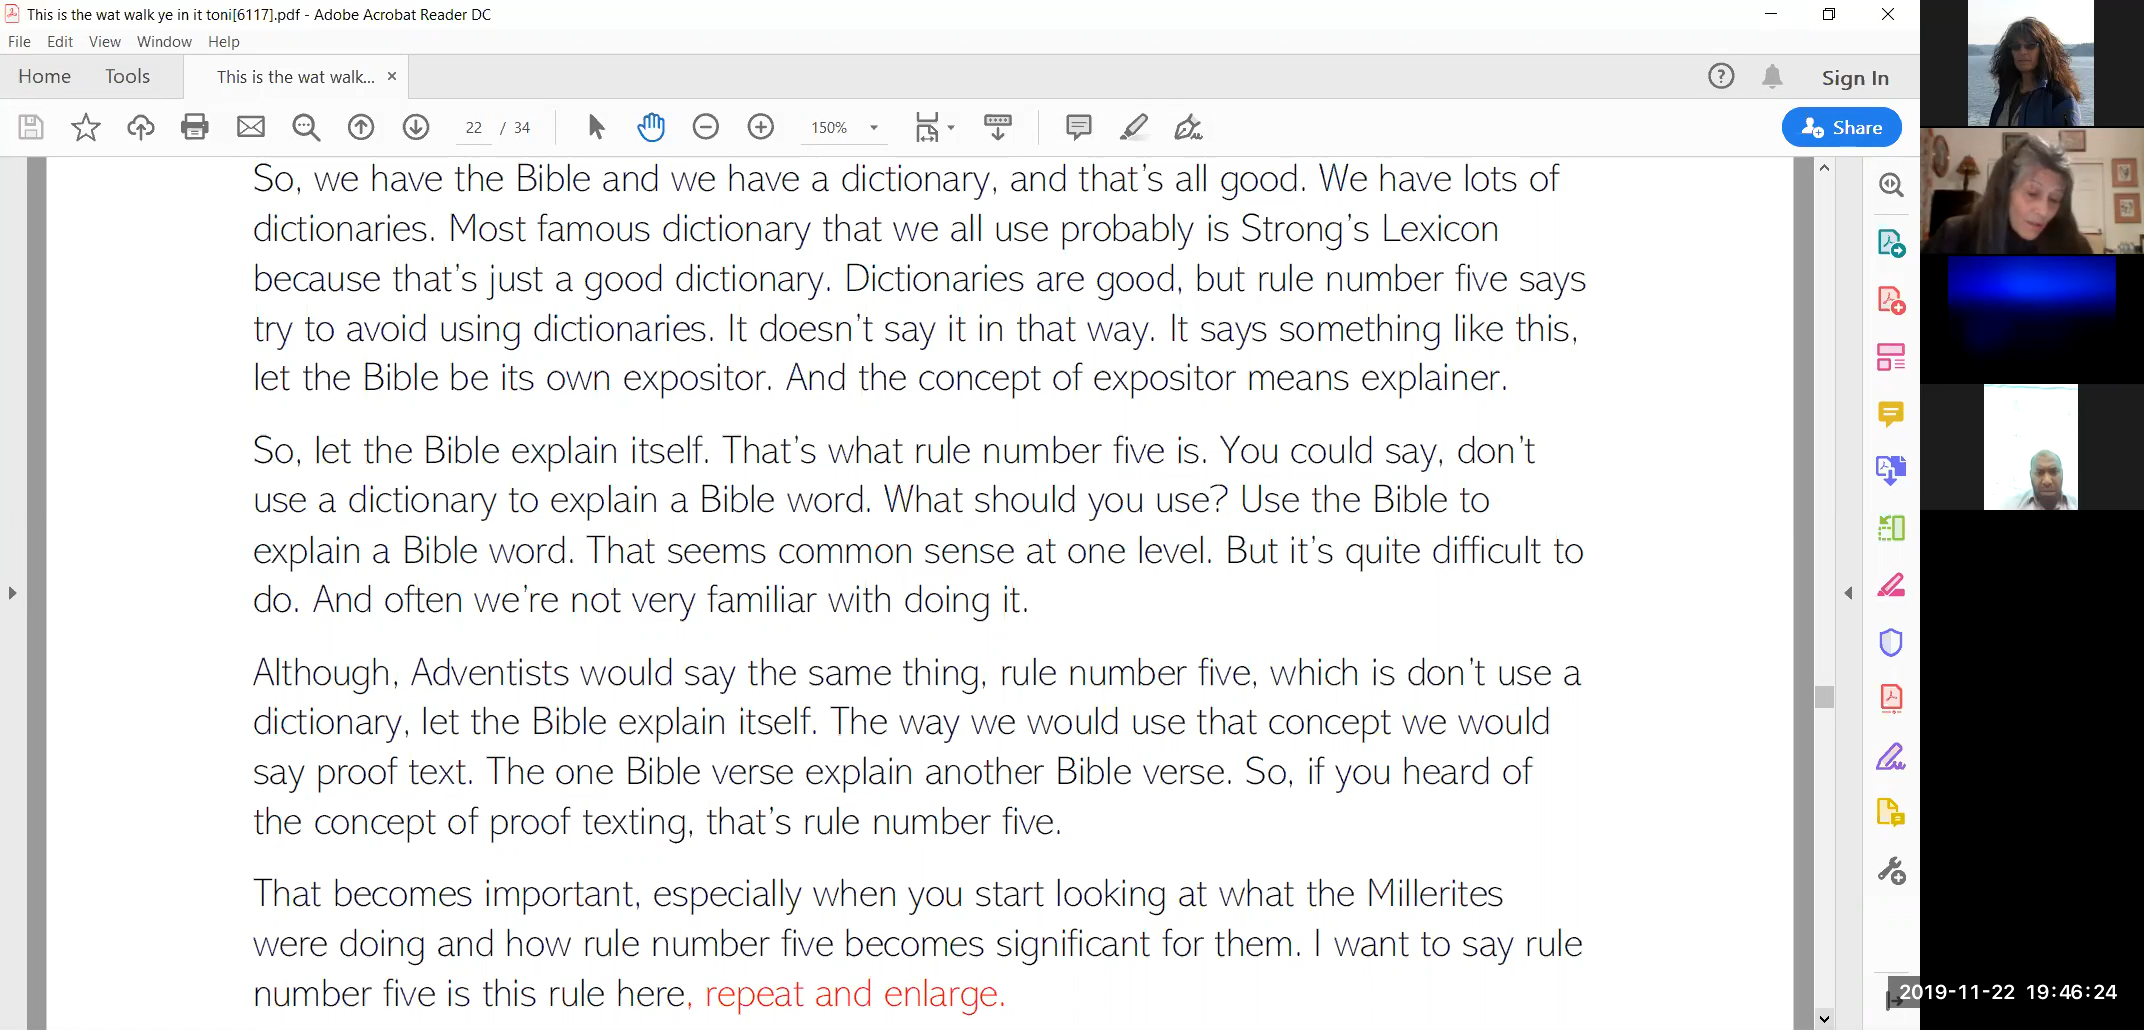 This is the wat walk ye in it toni[6117].pdf - Adobe Acrobat Reader DC
File Edit View Window Help
Home Tools This is the wat walk... × Sign In
22 / 34 150% Share
So, we have the Bible and we have a dictionary, and that's all good. We have lots of
dictionaries. Most famous dictionary that we all use probably is Strong's Lexicon
because that's just a good dictionary. Dictionaries are good, but rule number five says
try to avoid using dictionaries. It doesn't say it in that way. It says something like this,
let the Bible be its own expositor. And the concept of expositor means explainer.
So, let the Bible explain itself. That's what rule number five is. You could say, don't
use a dictionary to explain a Bible word. What should you use? Use the Bible to
explain a Bible word. That seems common sense at one level. But it's quite difficult to
do. And often we're not very familiar with doing it.
Although, Adventists would say the same thing, rule number five, which is don't use a
dictionary, let the Bible explain itself. The way we would use that concept we would
say proof text. The one Bible verse explain another Bible verse. So, if you heard of
the concept of proof texting, that's rule number five.
That becomes important, especially when you start looking at what the Millerites
were doing and how rule number five becomes significant for them. I want to say rule
number five is this rule here, repeat and enlarge.
2019-11-22 19:46:24